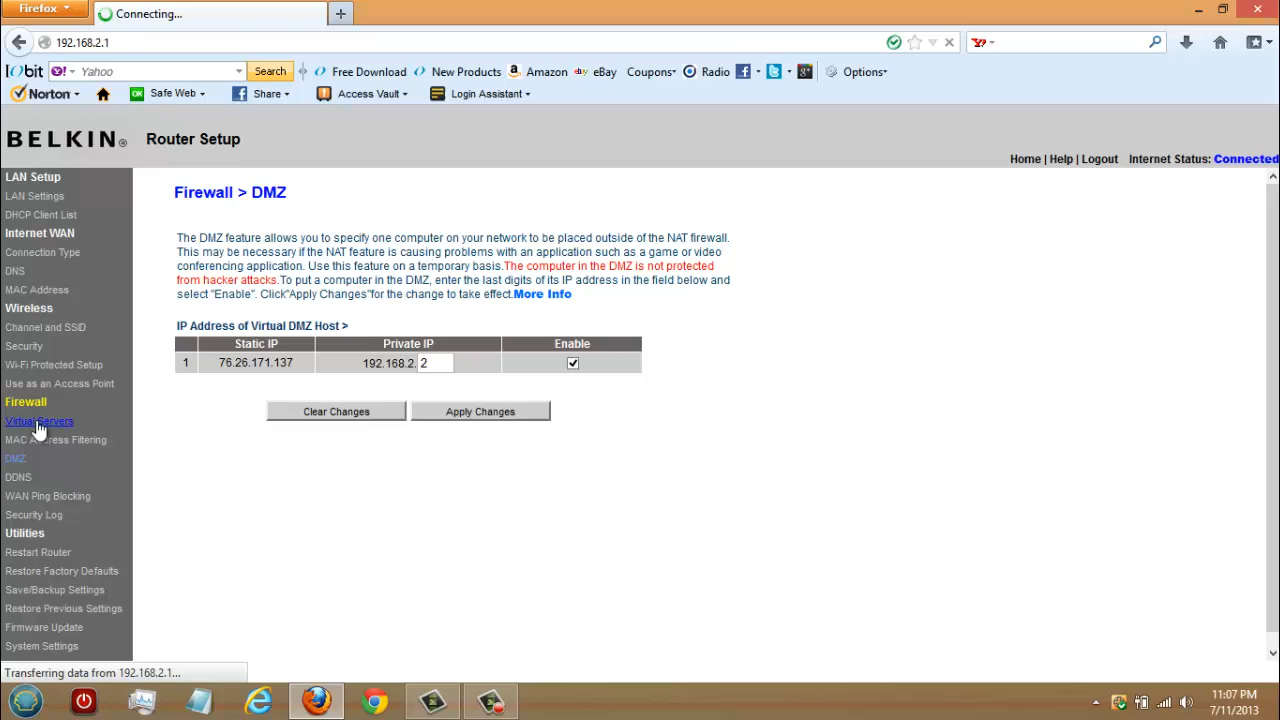 Firefox
Connecting...
192.168.2.1
Yahoo
Search
Free Download
New Products
Amazon
eBay
Coupons
Radio
Options
Norton
OK
Safe Web
Share
Access Vault
Login Assistant
BELKIN®
Router Setup
Home | Help | Logout Internet Status: Connected
LAN Setup
LAN Settings
DHCP Client List
Internet WAN
Connection Type
DNS
MAC Address
Wireless
Channel and SSID
Security
Wi-Fi Protected Setup
Use as an Access Point
Firewall
Virtual Servers
MAC Address Filtering
DMZ
DDNS
WAN Ping Blocking
Security Log
Utilities
Restart Router
Restore Factory Defaults
Save/Backup Settings
Restore Previous Settings
Firmware Update
System Settings
Firewall > DMZ
The DMZ feature allows you to specify one computer on your network to be placed outside of the NAT firewall.
This may be necessary if the NAT feature is causing problems with an application such as a game or video
conferencing application. Use this feature on a temporary basis.The computer in the DMZ is not protected
from hacker attacks.To put a computer in the DMZ, enter the last digits of its IP address in the field below and
select "Enable". Click"Apply Changes"for the change to take effect.More Info
IP Address of Virtual DMZ Host >
Static IP Private IP Enable
1 76.26.171.137 192.168.2. 2
Clear Changes Apply Changes
Transferring data from 192.168.2.1...
11:07 PM
7/11/2013